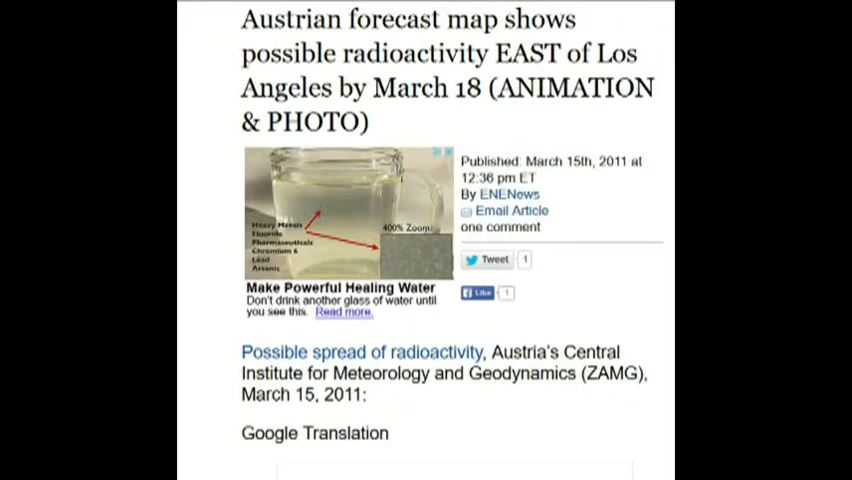 Austrian forecast map shows
possible radioactivity EAST of Los
Angeles by March 18 (ANIMATION
& PHOTO)
Heavy Metals
Fluoride
Pharmaceuticals
Chromium 6
Lead
Arsenic
400% Zoom
Make Powerful Healing Water
Don't drink another glass of water until
you see this. Read more.
Published: March 15th, 2011 at
12:36 pm ET
By ENENews
Email Article
one comment
Tweet 1
Like 1
Possible spread of radioactivity, Austria's Central
Institute for Meteorology and Geodynamics (ZAMG),
March 15, 2011:
Google Translation